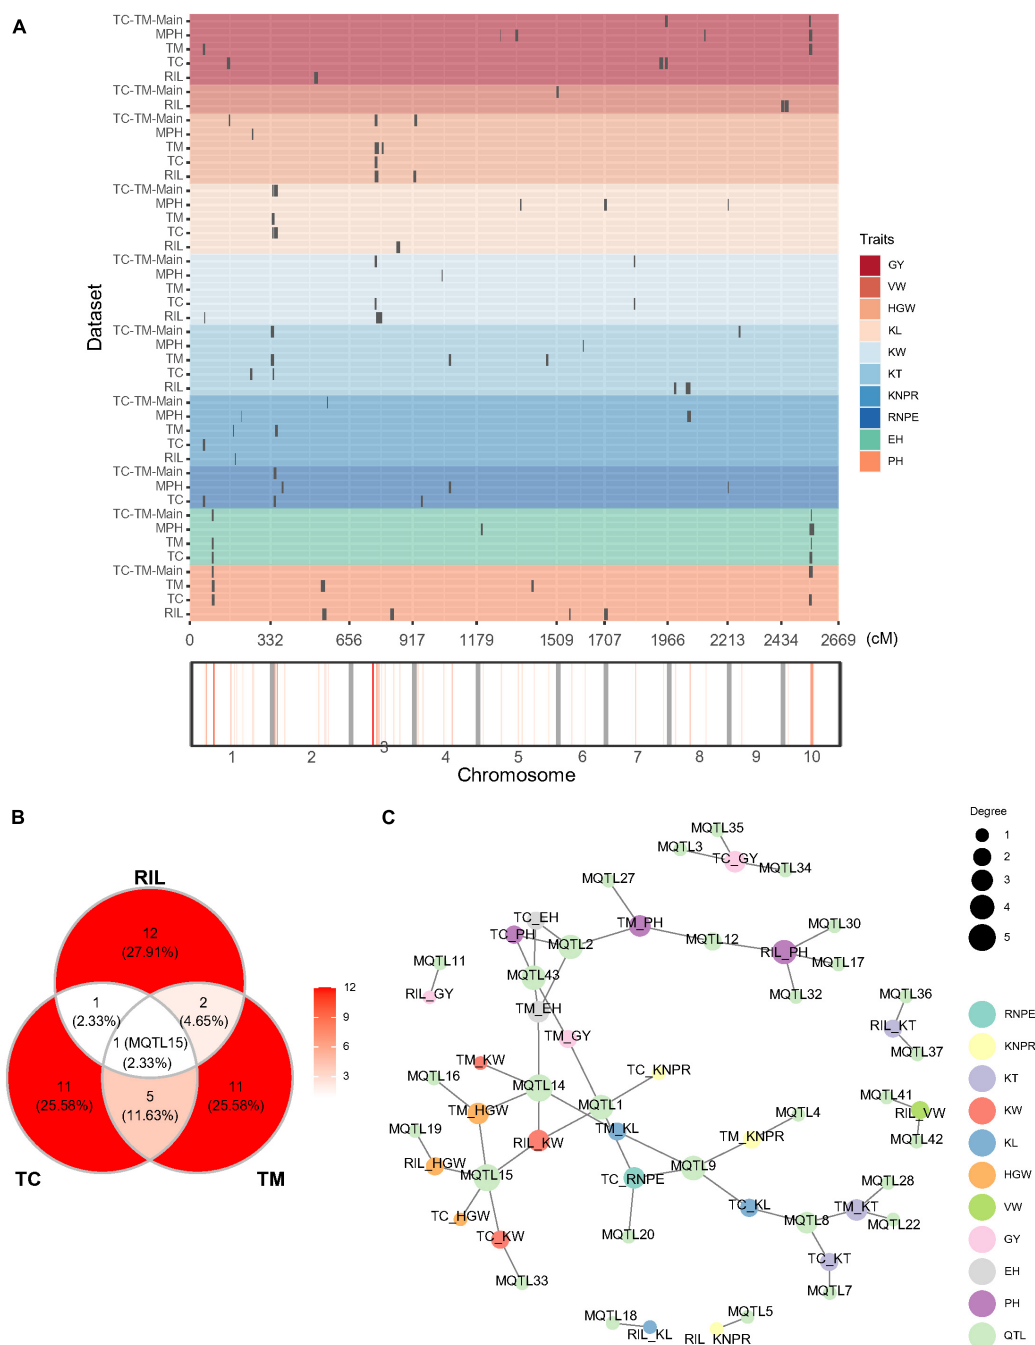 A
TC-TM-Main
MPH
TM
TC
RIL
TC-TM-Main
RIL
TC-TM-Main
MPH
TM
TC
RIL
TC-TM-Main
MPH
TM
TC
RIL
TC-TM-Main
MPH
TM
TC
RIL
TC-TM-Main
MPH
TM
TC
RIL
TC-TM-Main
MPH
TM
TC
RIL
TC-TM-Main
MPH
TC
TC-TM-Main
MPH
TM
TC
TC-TM-Main
TM
TC
RIL
Dataset
0 332 656 917 1179 1509 1707 1966 2213 2434 2669 (cM)
Traits
GY
VW
HGW
KL
KW
KT
KNPR
RNPE
EH
PH
1 2 3 4 5 6 7 8 9 10
Chromosome
B
RIL
12
(27.91%)
1
(2.33%)
2
(4.65%)
1 (MQTL15)
(2.33%)
11
(25.58%)
5
(11.63%)
11
(25.58%)
TC
TM
12
9
6
3
C
MQTL35
MQTL3
TC_GY
MQTL34
MQTL27
TC_EH
TM_PH
TC_PH
MQTL2
MQTL12
MQTL30
RIL_PH
MQTL17
MQTL32
MQTL11
MQTL43
RIL_GY
TM_EH
MQTL36
RIL_KT
MQTL37
TM_GY
TM_KW
MQTL16
MQTL14
TC_KNPR
TM_HGW
MQTL1
MQTL41
RIL_VW
MQTL42
MQTL19
RIL_KW
TM_KL
MQTL4
TM_KNPR
RIL_HGW
MQTL15
MQTL9
TC_RNPE
TC_HGW
TC_KL
MQTL28
TM_KT
MQTL22
MQTL8
TC_KW
MQTL20
TC_KT
MQTL33
MQTL7
MQTL18
RIL_KL
MQTL5
RIL_KNPR
Degree
1
2
3
4
5
RNPE
KNPR
KT
KW
KL
HGW
VW
GY
EH
PH
QTL